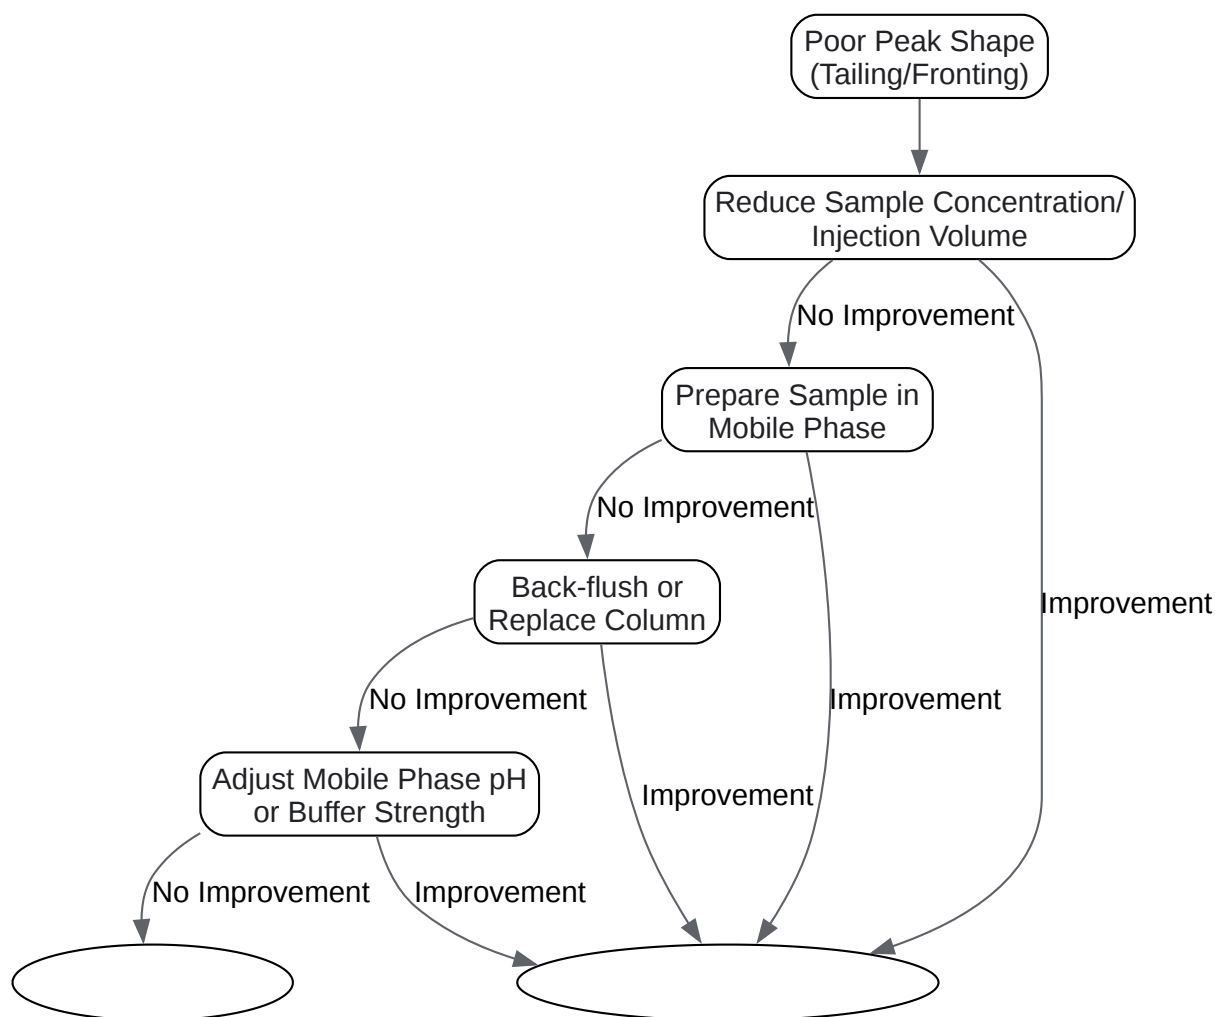 Poor Peak Shape
(Tailing/Fronting)
Reduce Sample Concentration/
Injection Volume
No Improvement
Prepare Sample in
Mobile Phase
No Improvement
Back-flush or
Replace Column
Improvement
No Improvement
Improvement
Adjust Mobile Phase pH
or Buffer Strength
Improvement
No Improvement
Improvement